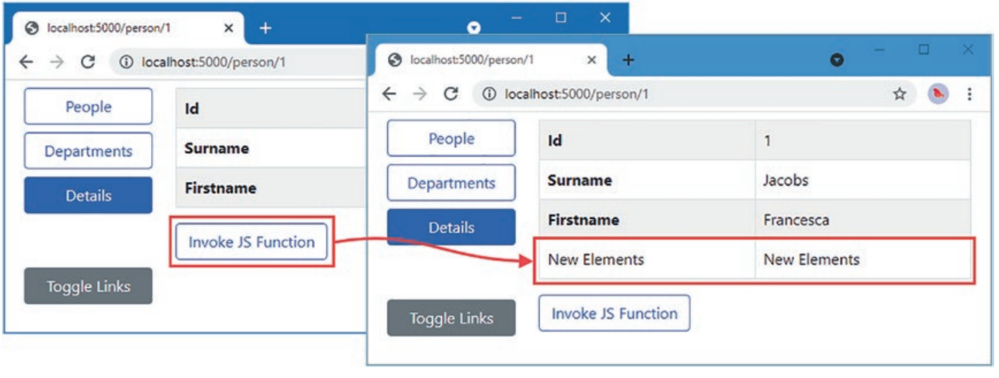 localhost:5000/person/1
localhost:5000/person/1
People
Departments
Details
Toggle Links
Id
Surname
Firstname
Invoke JS Function
localhost:5000/person/1
localhost:5000/person/1
People
Departments
Details
Toggle Links
Id 1
Surname Jacobs
Firstname Francesca
New Elements New Elements
Invoke JS Function